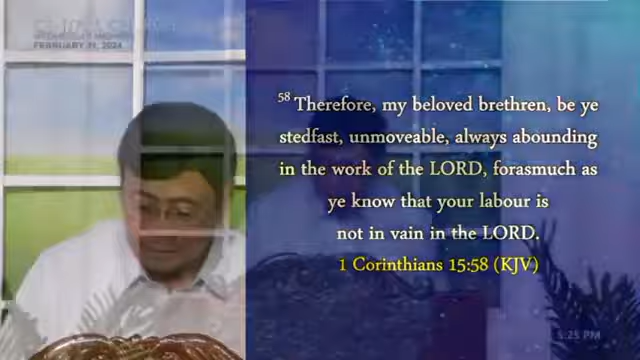 FEBRUARY 11, 2024
58 Therefore, my beloved brethren, be ye
stedfast, unmoveable, always abounding
in the work of the LORD, forasmuch as
ye know that your labour is
not in vain in the LORD.
1 Corinthians 15:58 (KJV)
5:25 PM